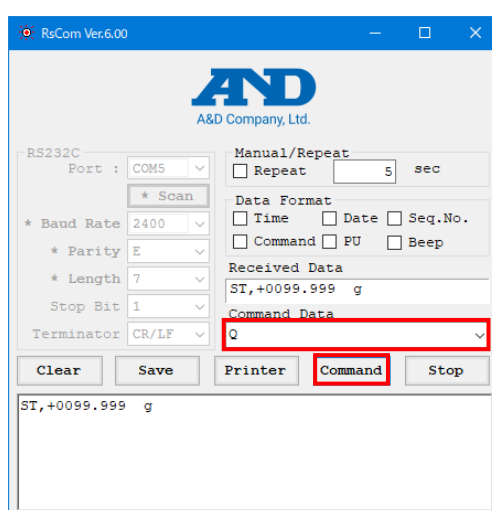 RsCom Ver.6.00
AND
A&D Company, Ltd.
RS232C
Port : COM5
* Scan
* Baud Rate 2400
* Parity E
* Length 7
Stop Bit 1
Terminator CR/LF
Manual/Repeat
Repeat 5 sec
Data Format
Time Date Seq.No.
Command PU Beep
Received Data
ST,+0099.999 g
Command Data
Q
Clear Save Printer Command Stop
ST,+0099.999 g